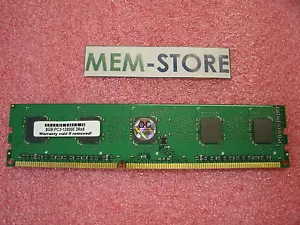 MEM-STORE
8GB PC3-12800E 2Rx8
Warranty void if removed!